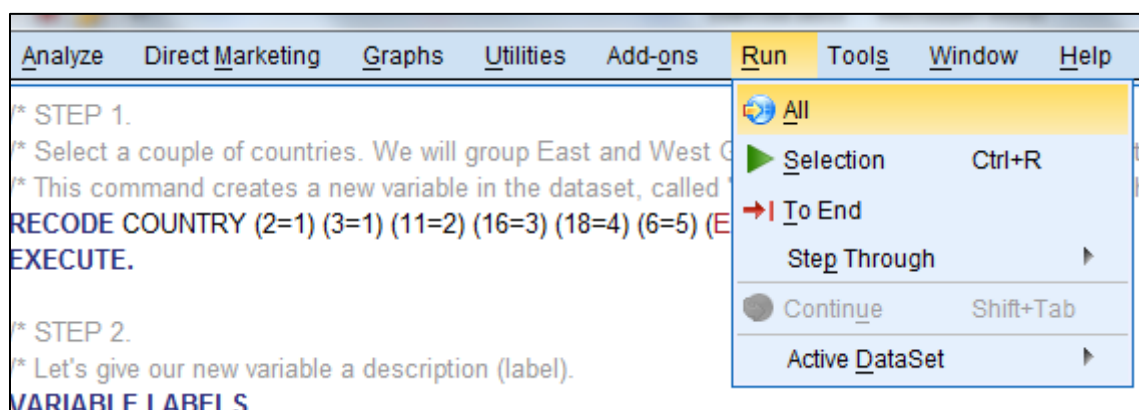 Analyze Direct Marketing Graphs Utilities Add-ons Run Tools Window Help
/* STEP 1.
/* Select a couple of countries. We will group East and West
/* This command creates a new variable in the dataset, called
RECODE COUNTRY (2=1) (3=1) (11=2) (16=3) (18=4) (6=5) (E
EXECUTE.
/* STEP 2.
/* Let's give our new variable a description (label).
VARIABLE LABELS
All
Selection Ctrl+R
To End
Step Through
Continue Shift+Tab
Active DataSet